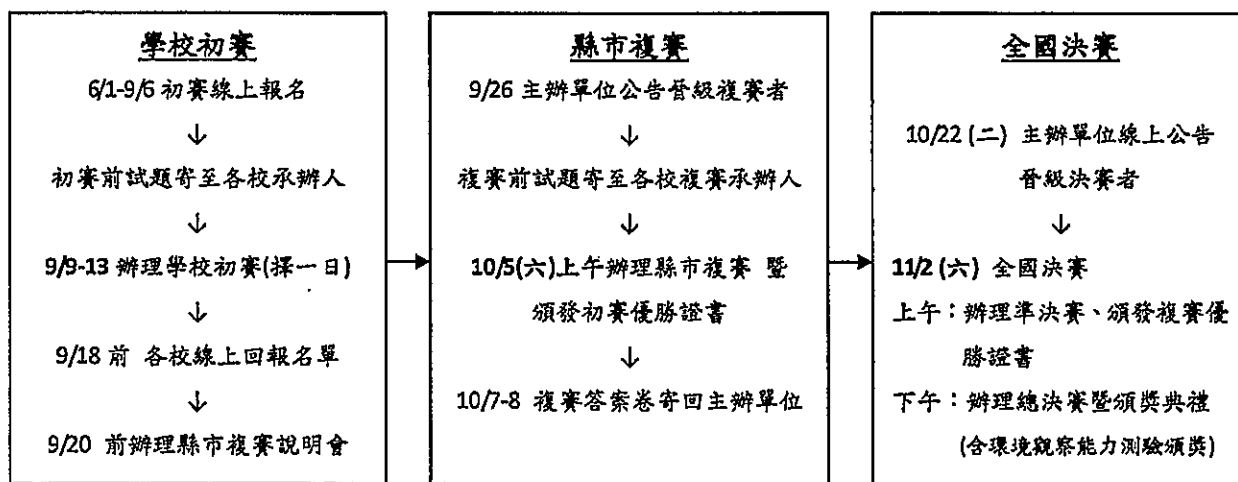 學校初賽
6/1-9/6 初賽線上報名
↓
初賽前試題寄至各校承辦人
↓
9/9-13 辦理學校初賽(擇一日)
↓
9/18 前 各校線上回報名單
↓
9/20 前辦理縣市複賽說明會
縣市複賽
9/26 主辦單位公告晉級複賽者
↓
複賽前試題寄至各校複賽承辦人
↓
10/5(六)上午辦理縣市複賽 暨
頒發初賽優勝證書
↓
10/7-8 複賽答案卷寄回主辦單位
全國決賽
10/22 (二) 主辦單位線上公告
晉級決賽者
↓
11/2 (六) 全國決賽
上午：辦理準決賽、頒發複賽優
勝證書
下午：辦理總決賽暨頒獎典禮
(含環境觀察能力測驗頒獎)